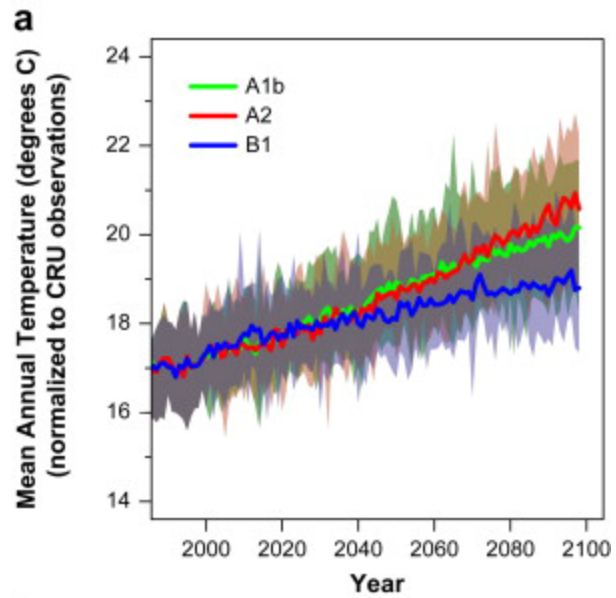 a
Mean Annual Temperature (degrees C)
(normalized to CRU observations)
24
22
20
18
16
14
A1b
A2
B1
2000 2020 2040 2060 2080 2100
Year